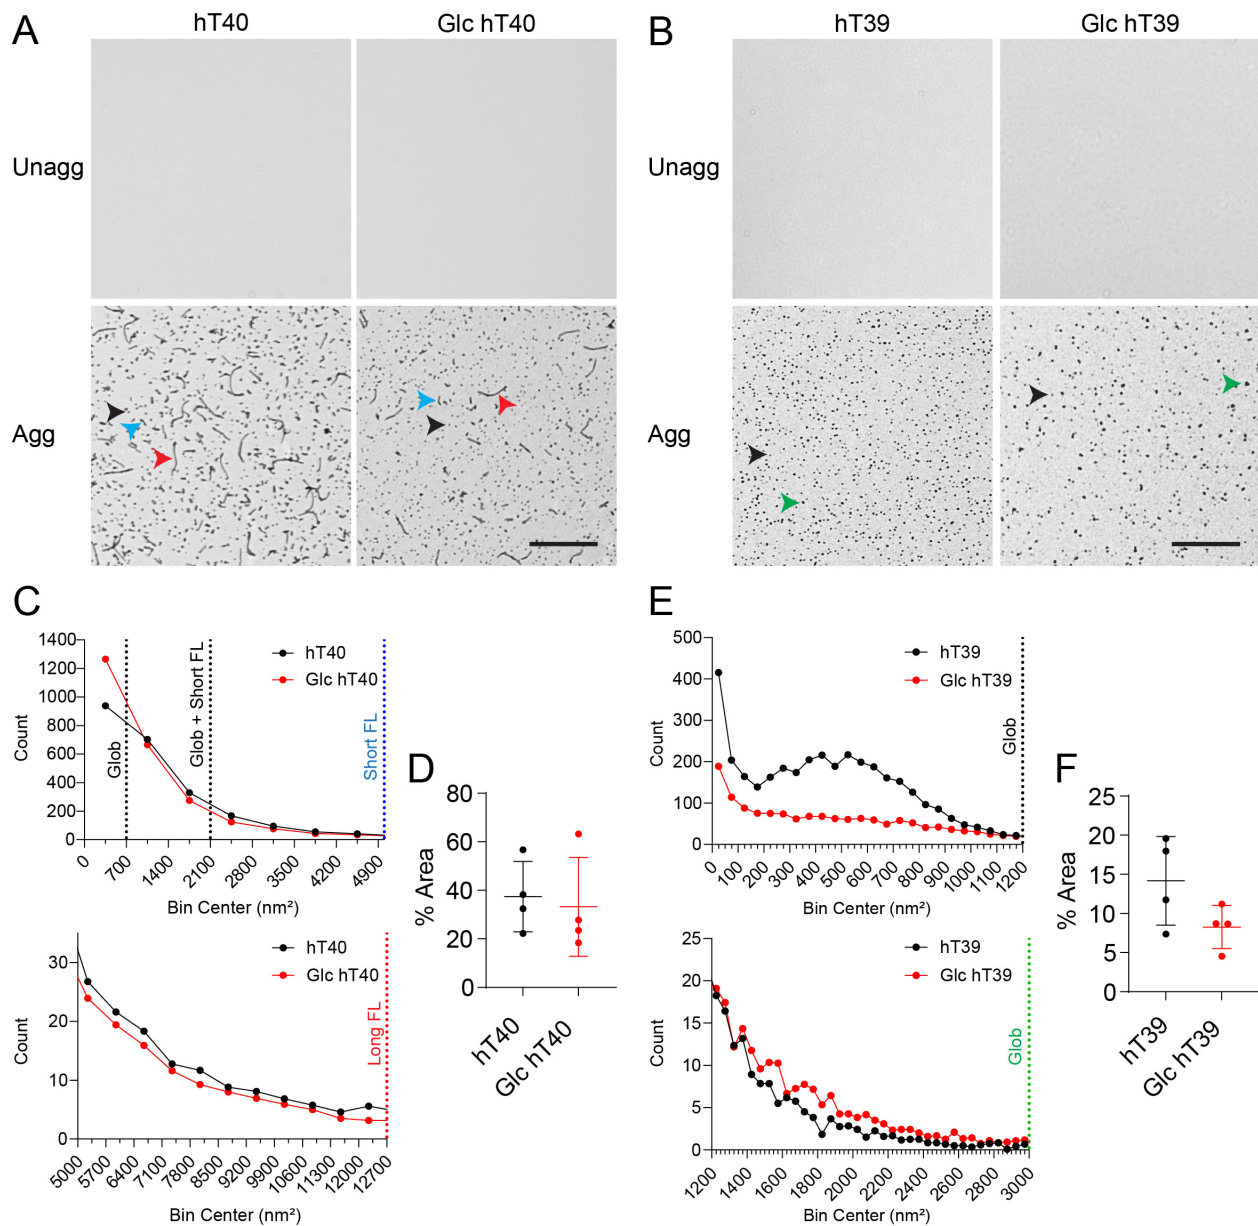 A
hT40
Glc hT40
Unagg
Agg
B
hT39
Glc hT39
Unagg
Agg
C
1400
1200
1000
800
600
400
200
0
Count
Glob
Glob + Short FL
Short FL
hT40
Glc hT40
0
700
1400
2100
2800
3500
4200
4900
Bin Center (nm²)
30
20
10
0
Count
Long FL
hT40
Glc hT40
5000
5700
6400
7100
7800
8500
9200
9900
10600
11300
12000
12700
Bin Center (nm²)
D
80
60
40
20
0
% Area
hT40
Glc hT40
E
500
400
300
200
100
0
Count
Glob
hT39
Glc hT39
0
100
200
300
400
500
600
700
800
900
1000
1100
1200
Bin Center (nm²)
25
20
15
10
5
0
Count
Glob
hT39
Glc hT39
1200
1400
1600
1800
2000
2200
2400
2600
2800
3000
Bin Center (nm²)
F
25
20
15
10
5
0
% Area
hT39
Glc hT39